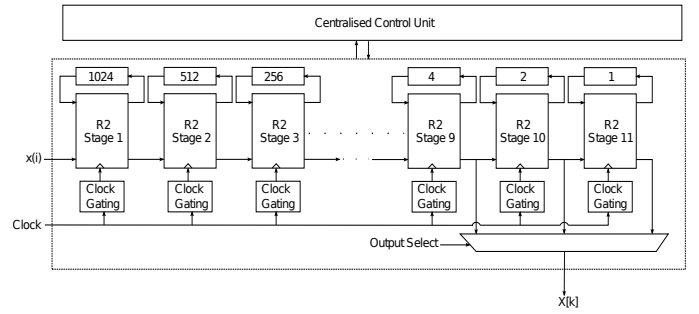 Centralised Control Unit
1024 512 256 4 2 1
R2 R2 R2 R2 R2 R2
Stage 1 Stage 2 Stage 3 Stage 9 Stage 10 Stage 11
x(i)
Clock Clock Clock Clock Clock Clock
Gating Gating Gating Gating Gating Gating
Clock
Output Select
X[k]